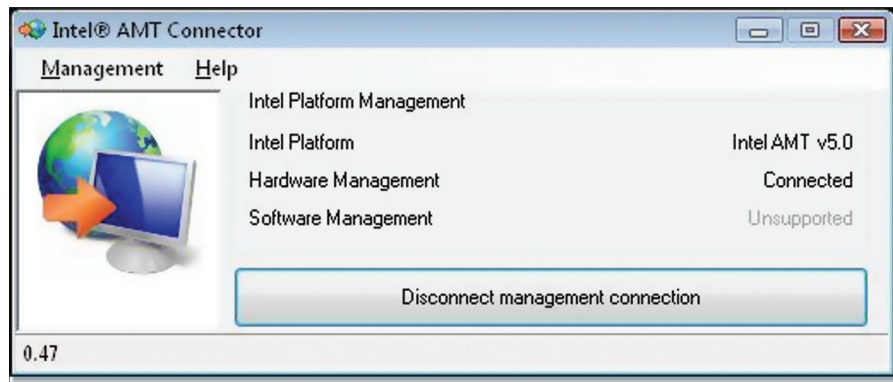 Intel® AMT Connector
Management Help
Intel Platform Management
Intel Platform Intel AMT v5.0
Hardware Management Connected
Software Management Unsupported
Disconnect management connection
0.47